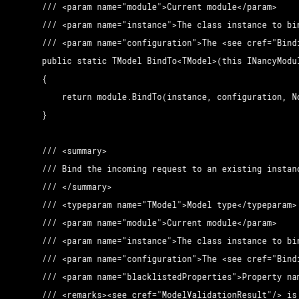 /// <param name="module">Current module</param>
/// <param name="instance">The class instance to bin
/// <param name="configuration">The <see cref="Bindi
public static TModel BindTo<TModel>(this INancyModul
{
return module.BindTo(instance, configuration, No
}
/// <summary>
/// Bind the incoming request to an existing instanc
/// </summary>
/// <typeparam name="TModel">Model type</typeparam>
/// <param name="module">Current module</param>
/// <param name="instance">The class instance to bin
/// <param name="configuration">The <see cref="Bindi
/// <param name="blacklistedProperties">Property nam
/// <remarks><see cref="ModelValidationResult"/> is